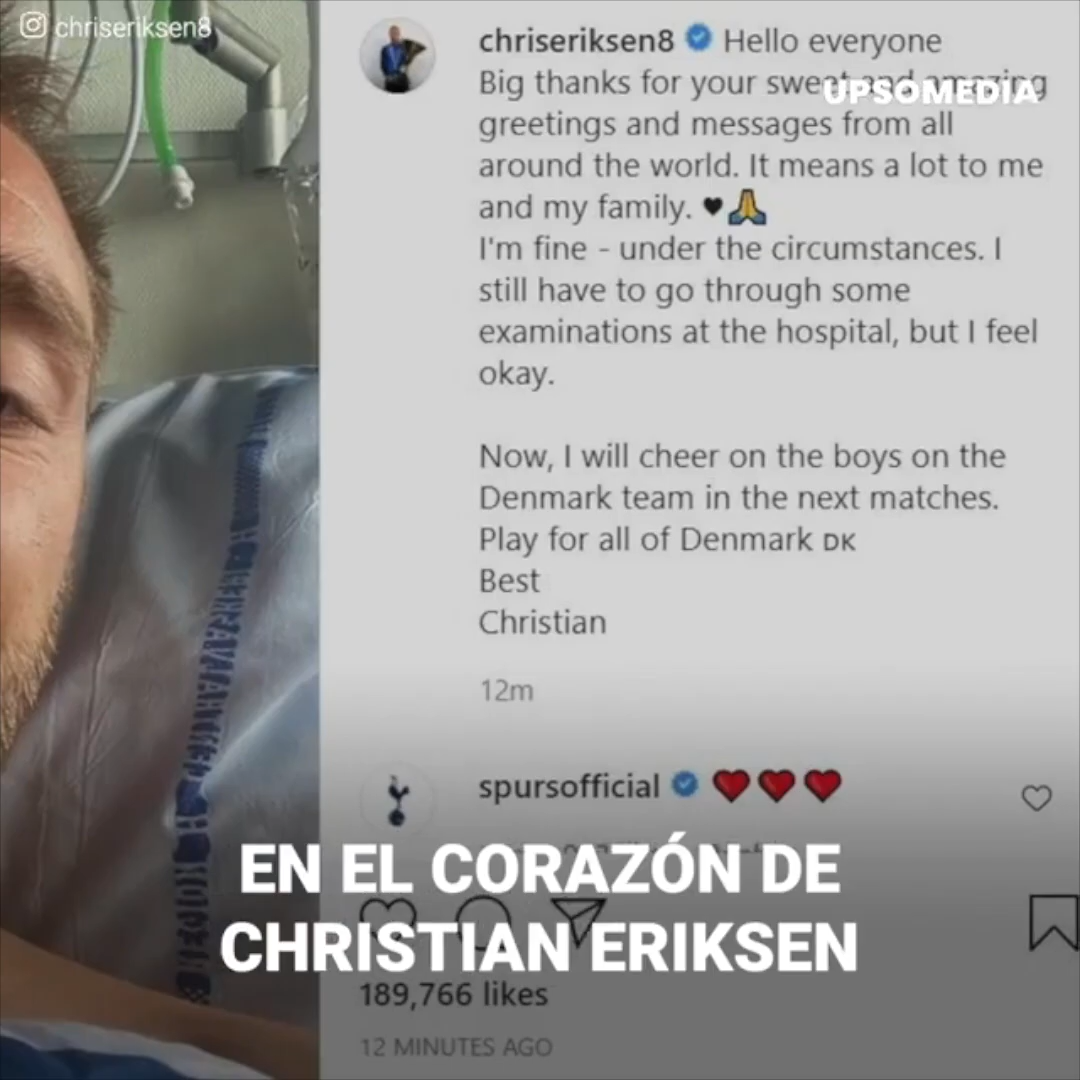 chriseriksen8
chriseriksen8 Hello everyone
Big thanks for your sweet and amazing
UPSOMEDIA
greetings and messages from all
around the world. It means a lot to me
and my family. 🖤🙏
I'm fine - under the circumstances. I
still have to go through some
examinations at the hospital, but I feel
okay.
Now, I will cheer on the boys on the
Denmark team in the next matches.
Play for all of Denmark DK
Best
Christian
12m
spursofficial ❤️❤️❤️
EN EL CORAZÓN DE
CHRISTIAN ERIKSEN
189,766 likes
12 MINUTES AGO